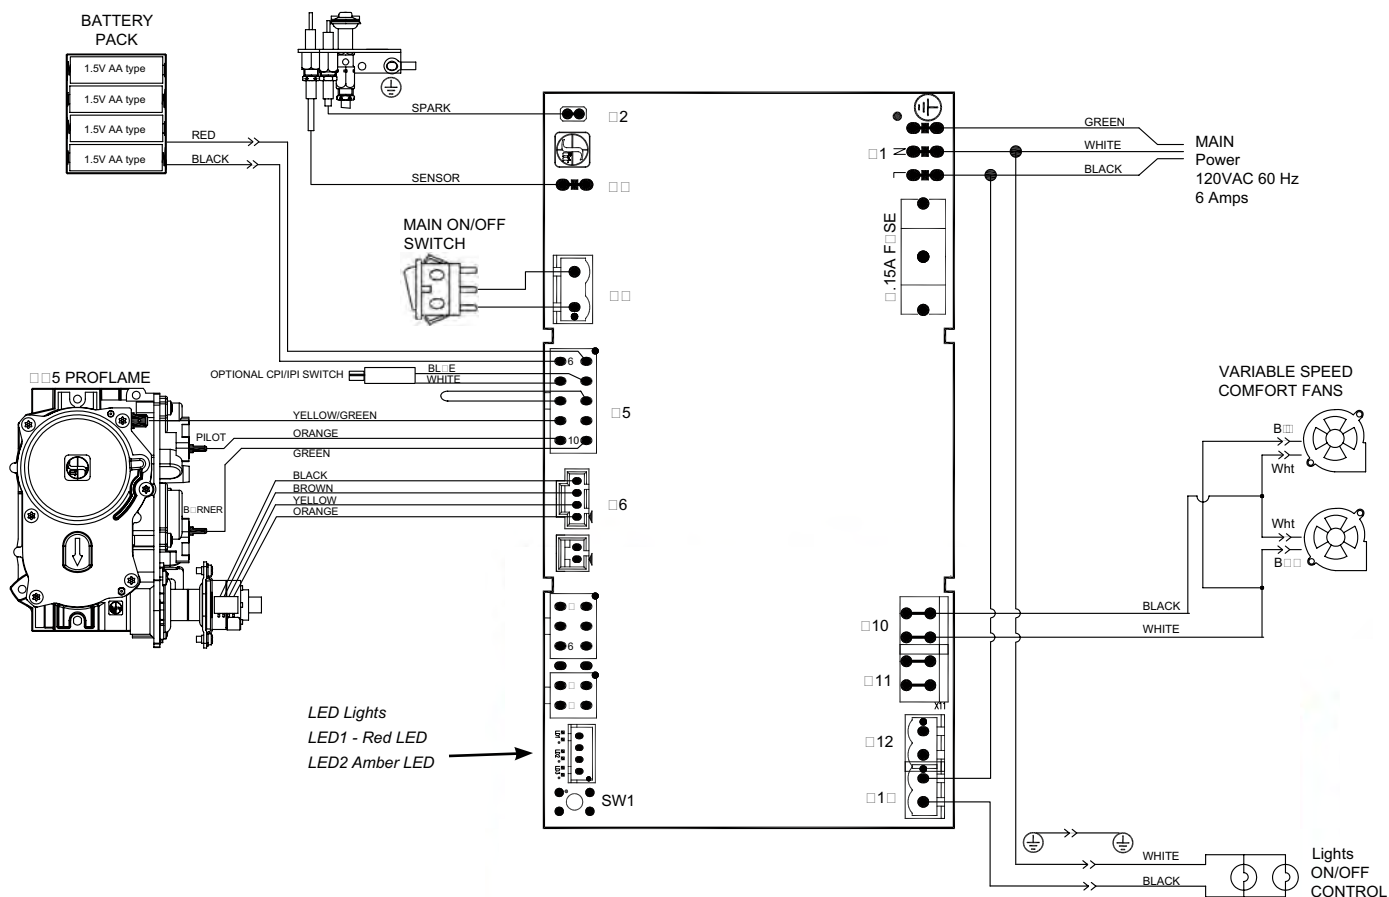 BATTERY
PACK
1.5V AA type
1.5V AA type
1.5V AA type
1.5V AA type
RED
BLACK
SPARK
SENSOR
MAIN ON/OFF
SWITCH
□2
□□
□□
□1 N
L
GREEN
WHITE
BLACK
MAIN
Power
120VAC 60 Hz
6 Amps
□.15A F□SE
OPTIONAL CPI/IPI SWITCH
BL□E
WHITE
6
□5
10
□□5 PROFLAME
YELLOW/GREEN
PILOT
ORANGE
GREEN
BLACK
BROWN
YELLOW
ORANGE
B□RNER
□6
VARIABLE SPEED
COMFORT FANS
B□□
Wht
Wht
B□□
BLACK
WHITE
□10
□11
X11
□12
□1□
□
6
□
□
LED Lights
LED1 - Red LED
LED2 Amber LED
SW1
WHITE
BLACK
Lights
ON/OFF
CONTROL